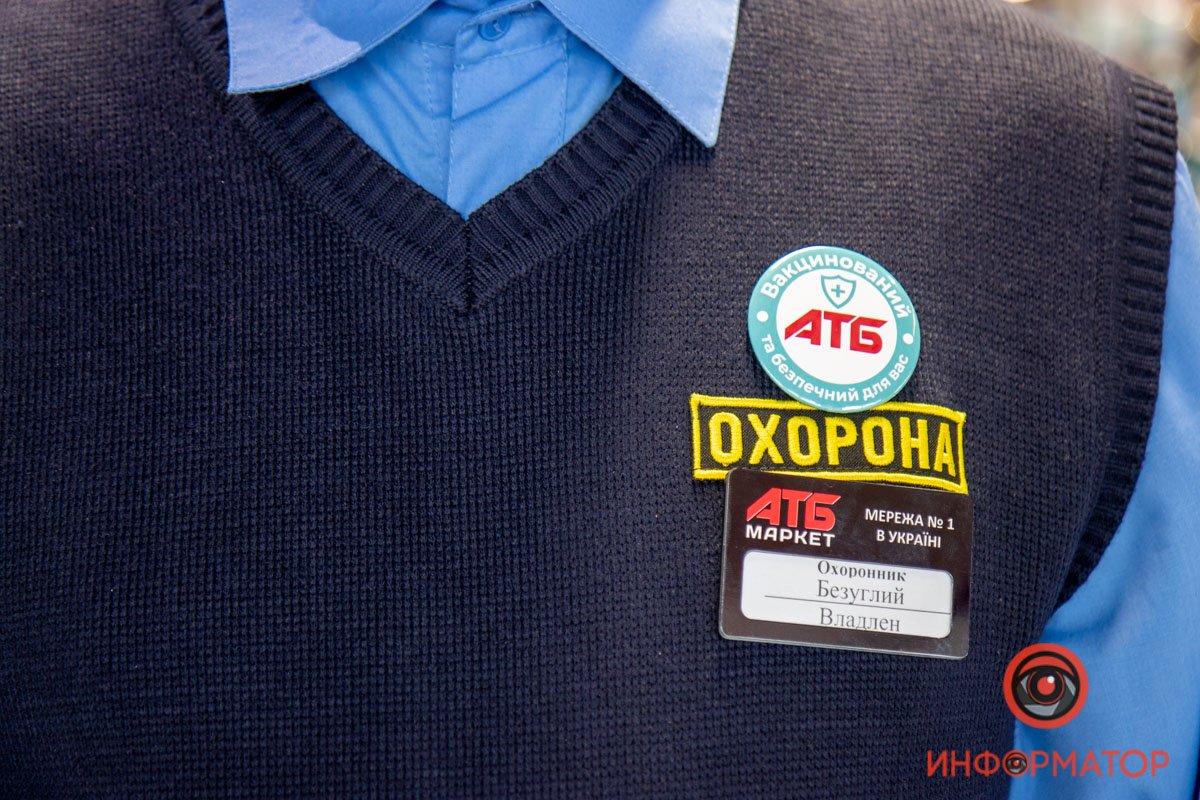 Вакцинований
АТБ
та безпечний для вас
ОХОРОНА
АТБ
МАРКЕТ
МЕРЕЖА № 1
В УКРАЇНІ
Охоронник
Безуглий
Владлен
ИНФОРМАТОР